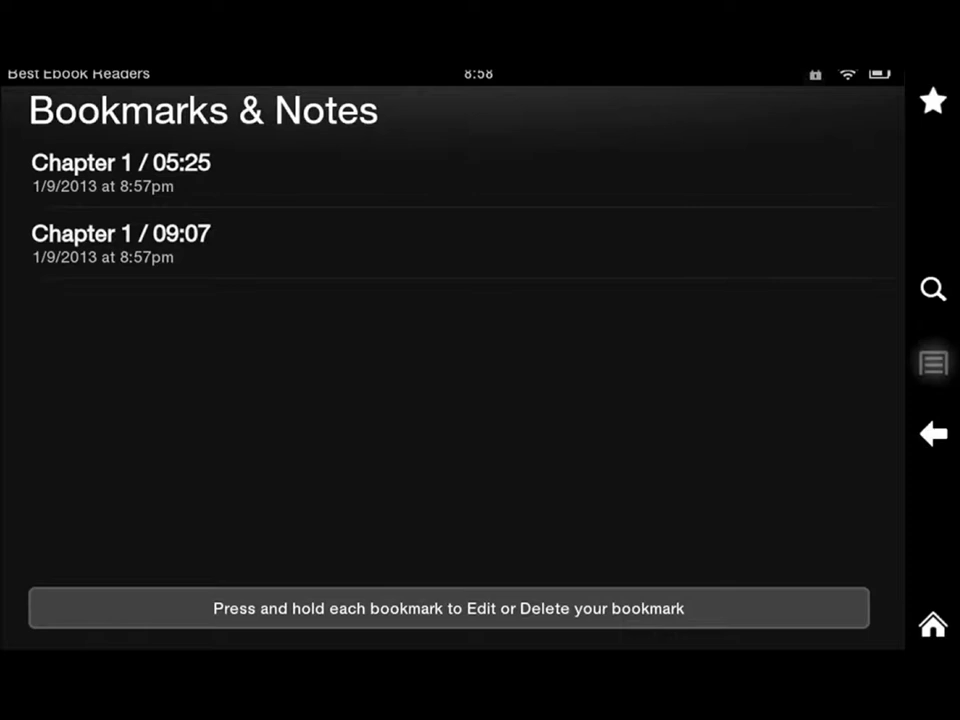 Best Ebook Readers 8:58
Bookmarks & Notes
Chapter 1 / 05:25
1/9/2013 at 8:57pm
Chapter 1 / 09:07
1/9/2013 at 8:57pm
Press and hold each bookmark to Edit or Delete your bookmark